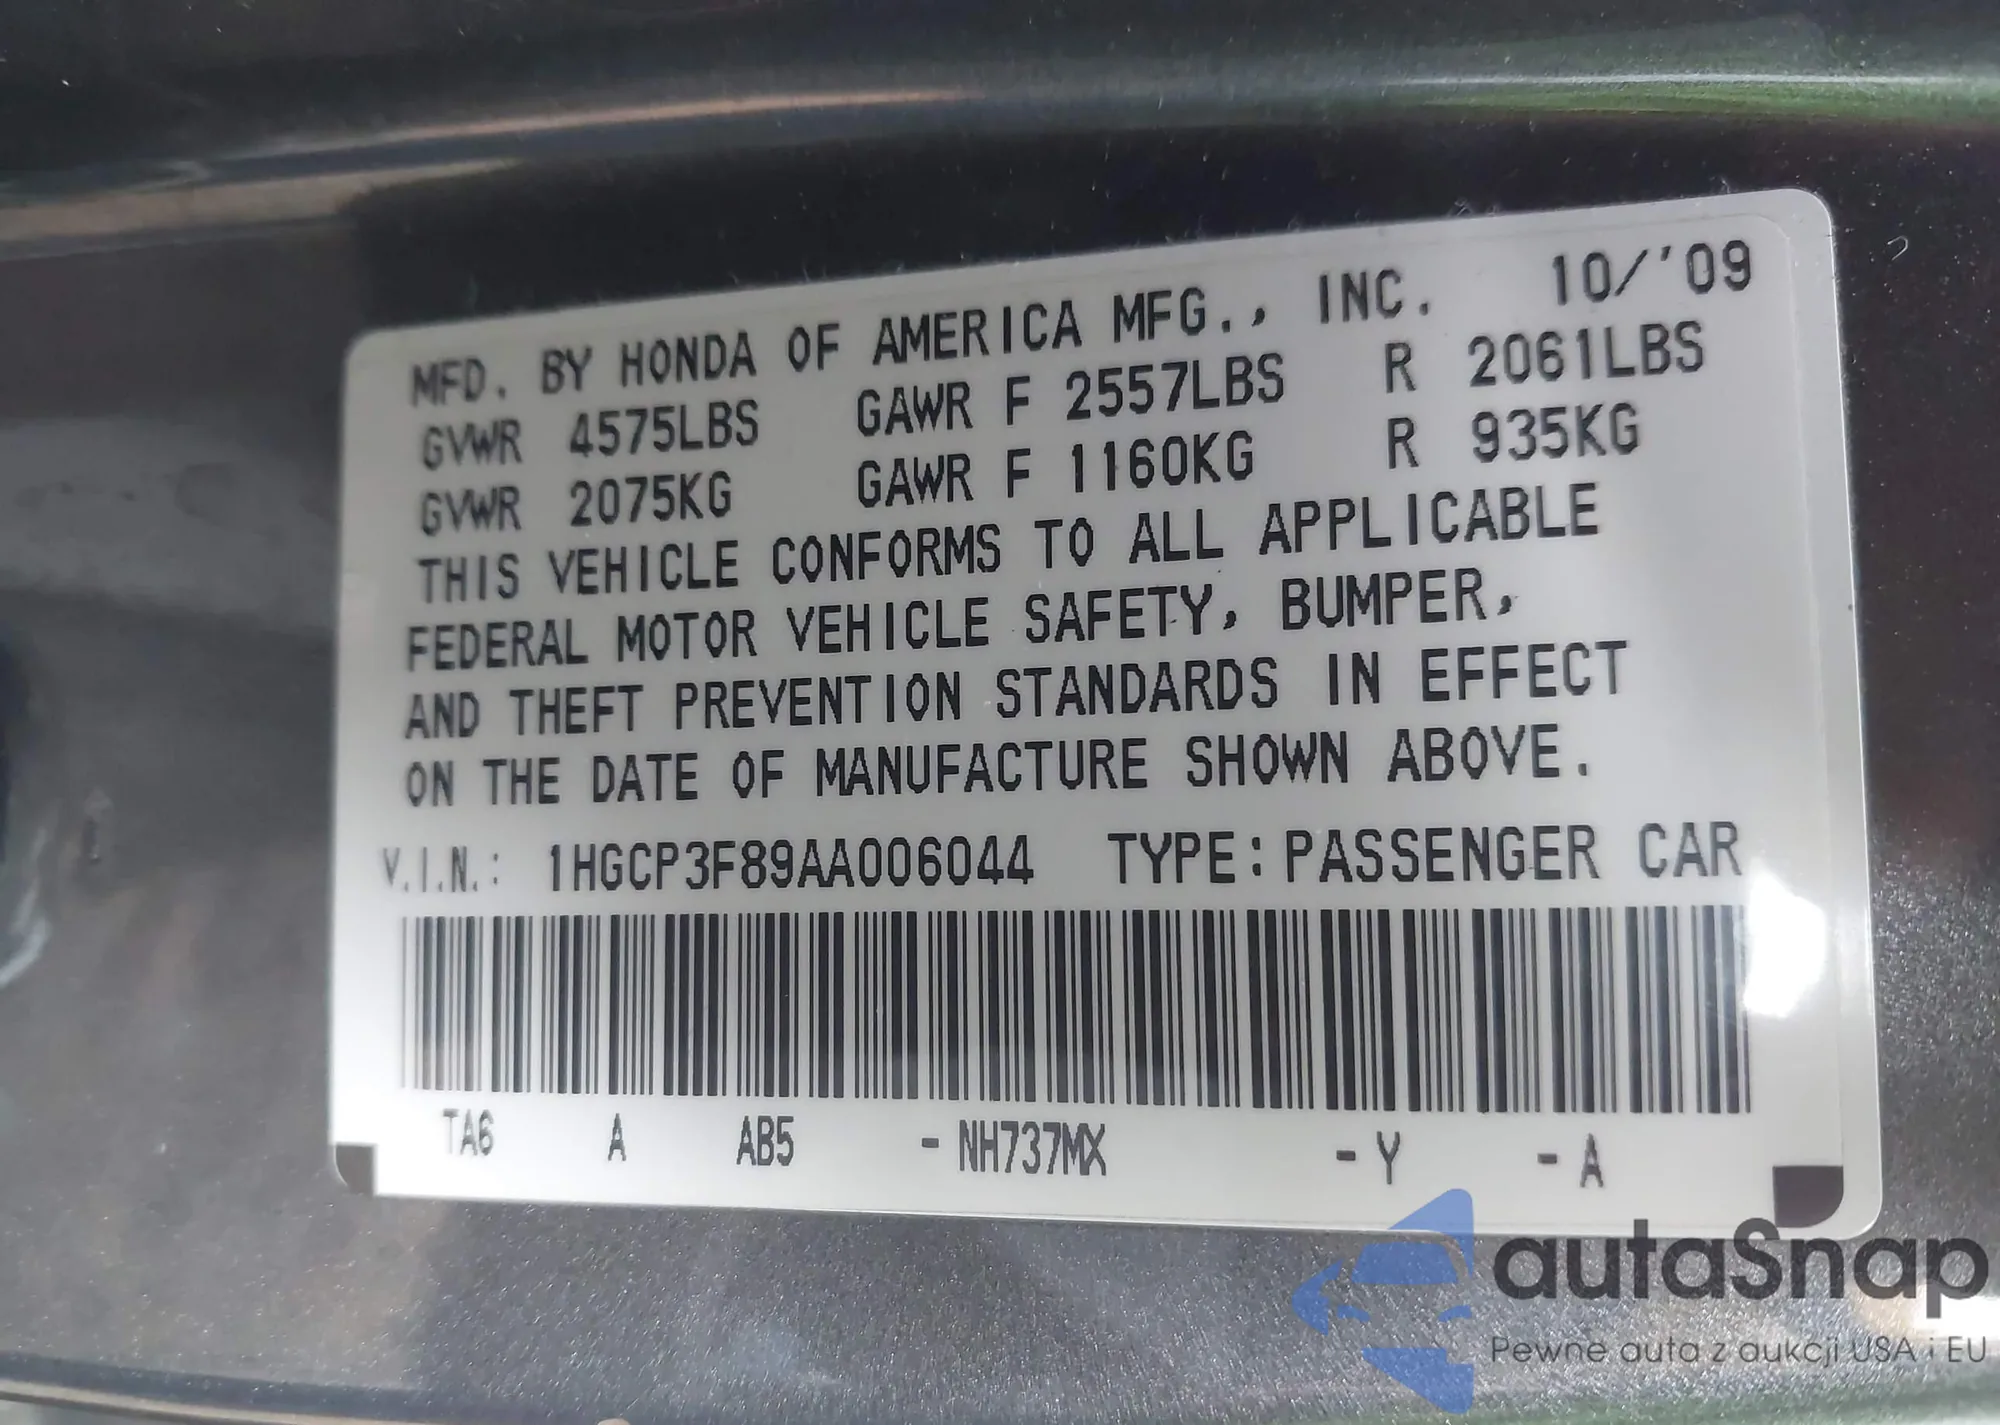 MFD. BY HONDA OF AMERICA MFG., INC. 10/'09
GVWR 4575LBS GAWR F 2557LBS R 2061LBS
GVWR 2075KG GAWR F 1160KG R 935KG
THIS VEHICLE CONFORMS TO ALL APPLICABLE
FEDERAL MOTOR VEHICLE SAFETY, BUMPER,
AND THEFT PREVENTION STANDARDS IN EFFECT
ON THE DATE OF MANUFACTURE SHOWN ABOVE.
V.I.N.: 1HGCP3F89AA006044 TYPE: PASSENGER CAR
TA6 A AB5 - NH737MX - Y - A
autaSnap
Pewne auta z aukcji USA i EU